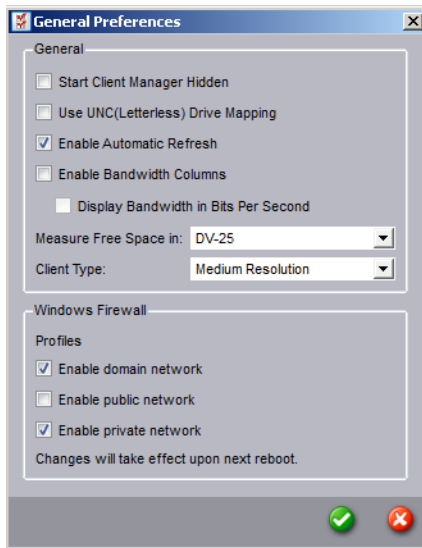 General Preferences
General
Start Client Manager Hidden
Use UNC(Letterless) Drive Mapping
Enable Automatic Refresh
Enable Bandwidth Columns
Display Bandwidth in Bits Per Second
Measure Free Space in: DV-25
Client Type: Medium Resolution
Windows Firewall
Profiles
Enable domain network
Enable public network
Enable private network
Changes will take effect upon next reboot.